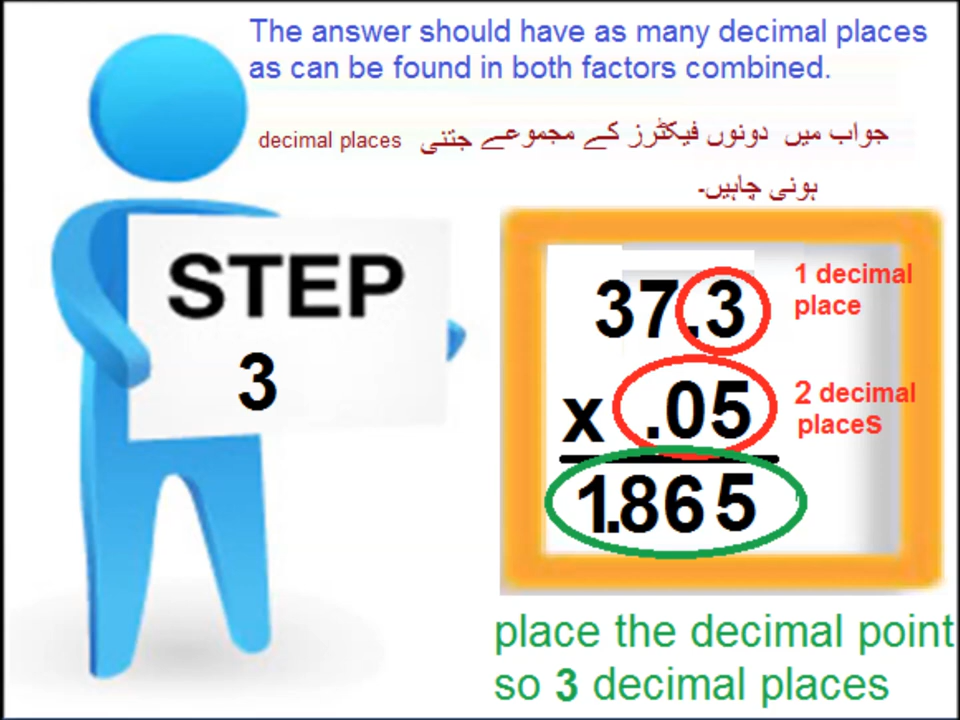 The answer should have as many decimal places
as can be found in both factors combined.
جواب میں دونوں فیکٹرز کے مجموعے جتنی decimal places
ہونی چاہیں۔
STEP
3
37.3
1 decimal
place
x .05
2 decimal
places
1.865
place the decimal point
so 3 decimal places